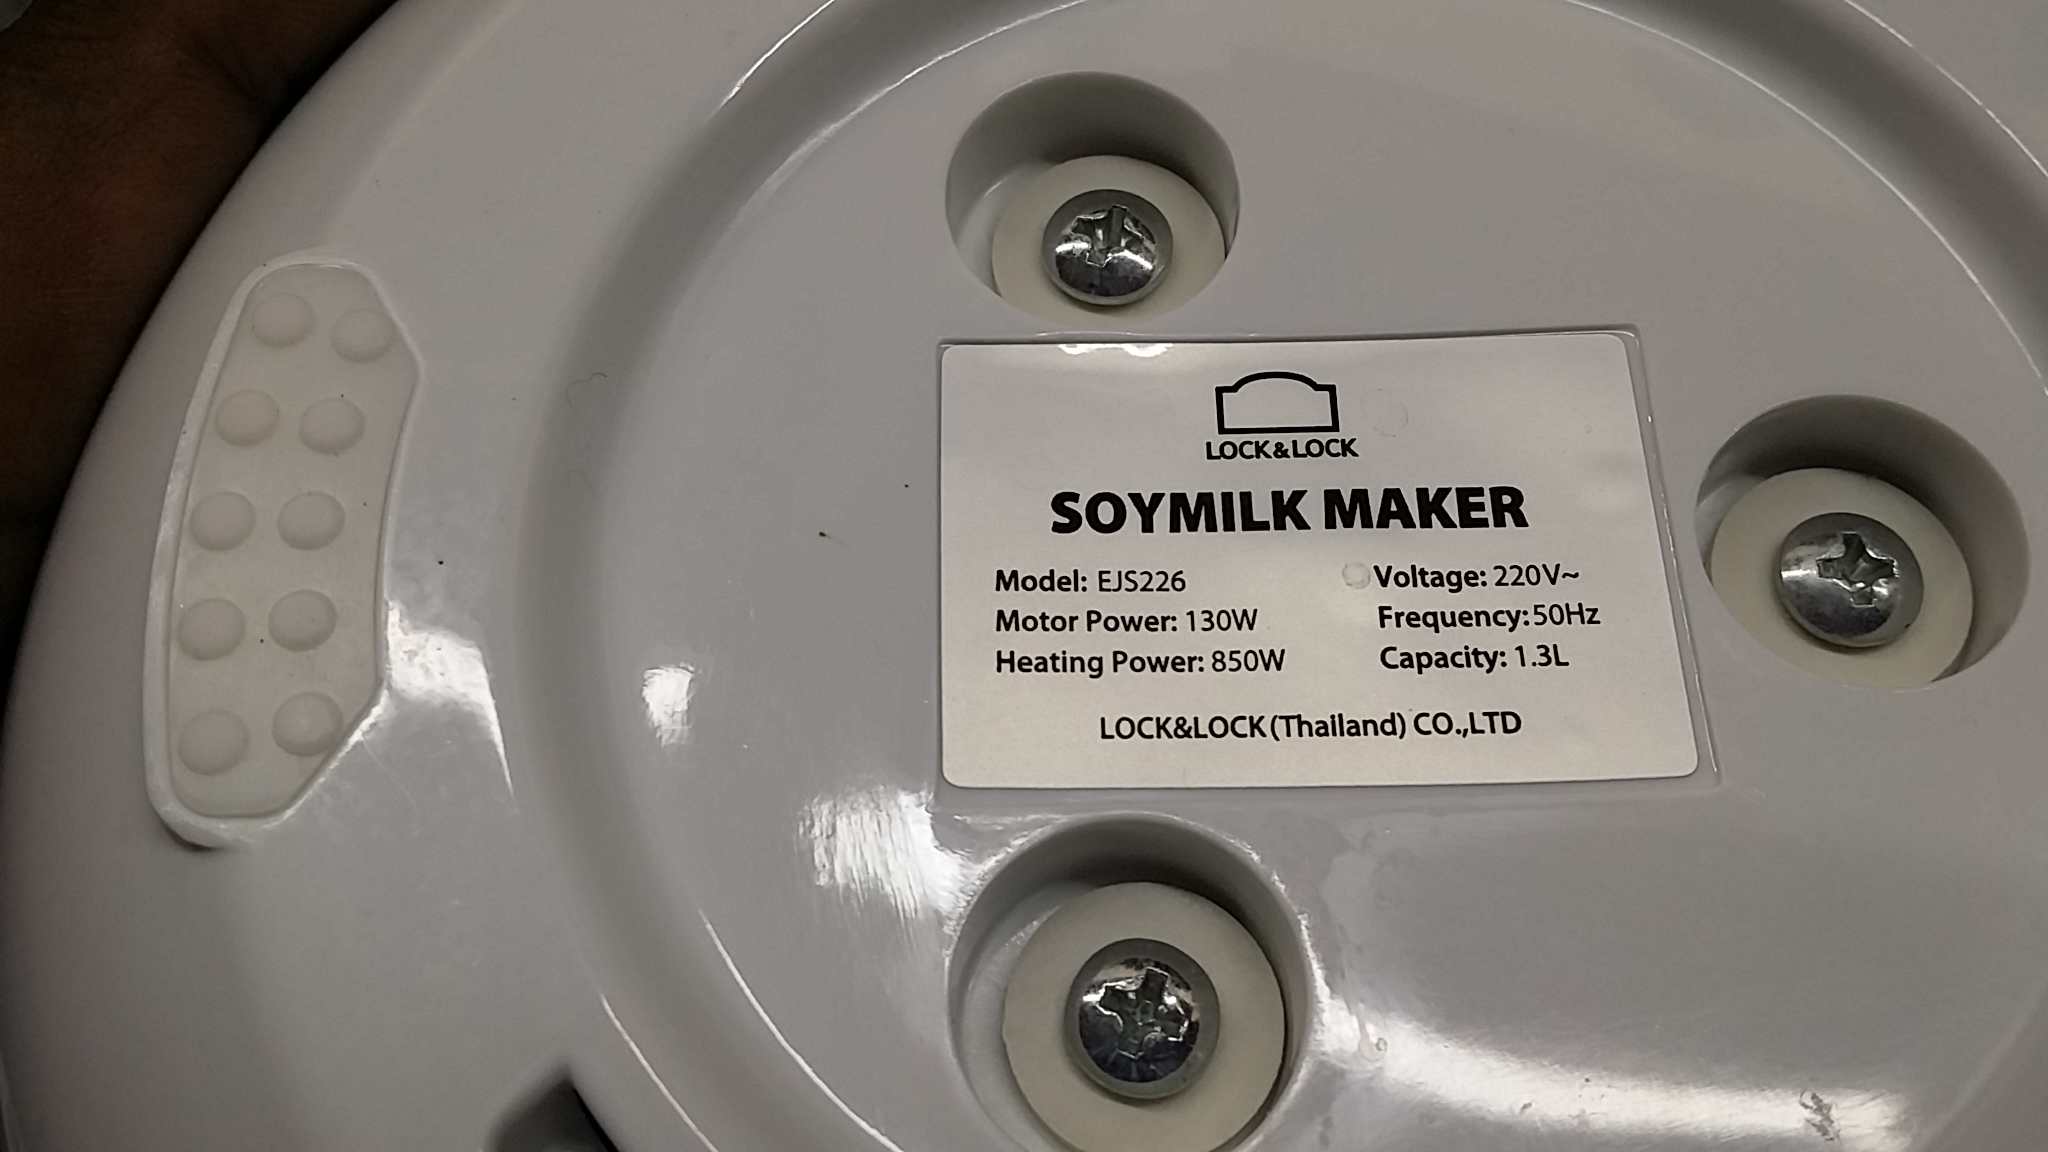 LOCK&LOCK
SOYMILK MAKER
Model: EJS226 Voltage: 220V~
Motor Power: 130W Frequency:50Hz
Heating Power: 850W Capacity: 1.3L
LOCK&LOCK(Thailand) CO.,LTD